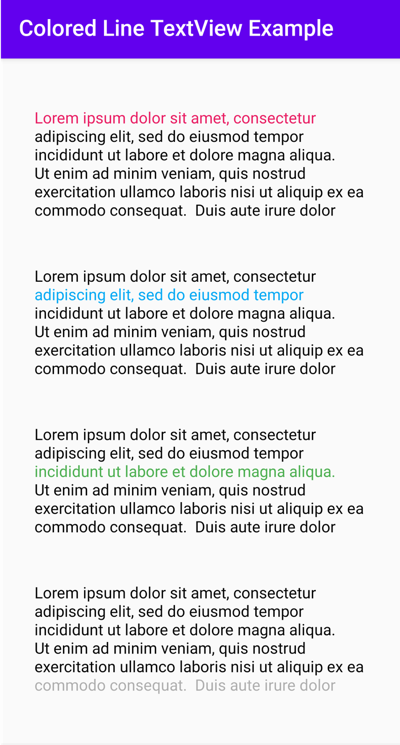 Colored Line TextView Example
Lorem ipsum dolor sit amet, consectetur
adipiscing elit, sed do eiusmod tempor
incididunt ut labore et dolore magna aliqua.
Ut enim ad minim veniam, quis nostrud
exercitation ullamco laboris nisi ut aliquip ex ea
commodo consequat.  Duis aute irure dolor
Lorem ipsum dolor sit amet, consectetur
adipiscing elit, sed do eiusmod tempor
incididunt ut labore et dolore magna aliqua.
Ut enim ad minim veniam, quis nostrud
exercitation ullamco laboris nisi ut aliquip ex ea
commodo consequat.  Duis aute irure dolor
Lorem ipsum dolor sit amet, consectetur
adipiscing elit, sed do eiusmod tempor
incididunt ut labore et dolore magna aliqua.
Ut enim ad minim veniam, quis nostrud
exercitation ullamco laboris nisi ut aliquip ex ea
commodo consequat.  Duis aute irure dolor
Lorem ipsum dolor sit amet, consectetur
adipiscing elit, sed do eiusmod tempor
incididunt ut labore et dolore magna aliqua.
Ut enim ad minim veniam, quis nostrud
exercitation ullamco laboris nisi ut aliquip ex ea
commodo consequat.  Duis aute irure dolor